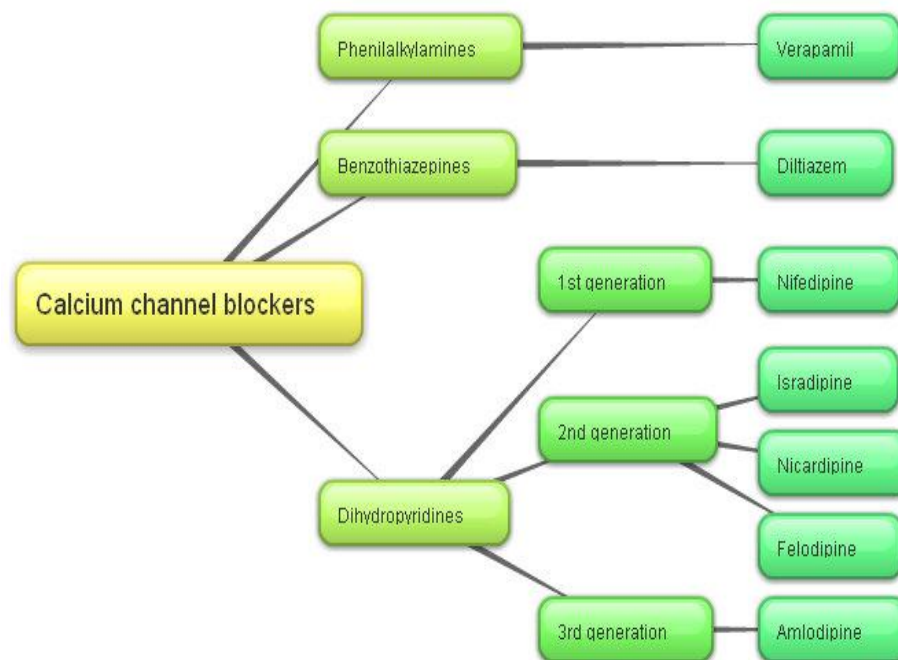 Phenilalkylamines
Verapamil
Benzothiazepines
Diltiazem
Calcium channel blockers
1st generation
Nifedipine
Isradipine
2nd generation
Nicardipine
Dihydropyridines
Felodipine
3rd generation
Amlodipine